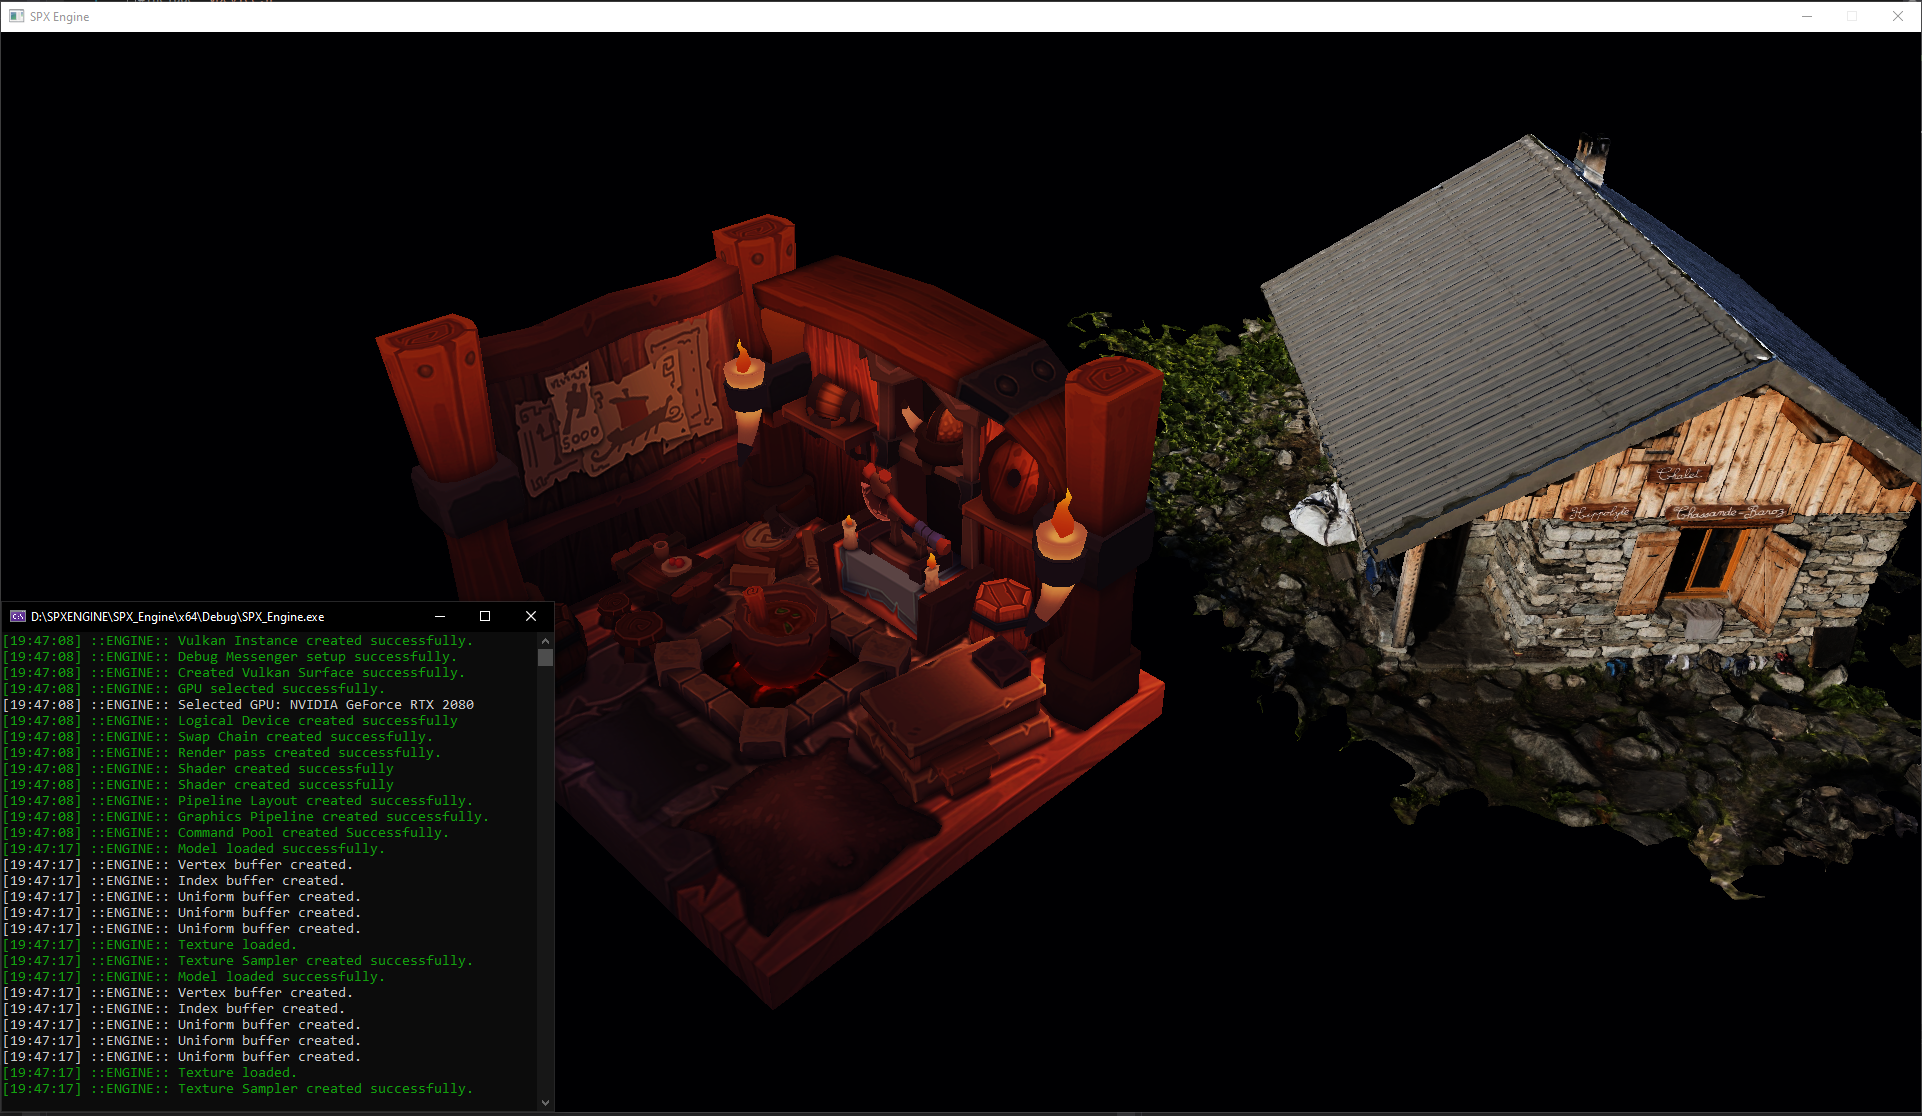 SPX Engine
5000
Chalet
Hippolyte
Chassande-Baroz
D:\SPXENGINE\SPX_Engine\x64\Debug\SPX_Engine.exe
[19:47:08] ::ENGINE:: Vulkan Instance created successfully.
[19:47:08] ::ENGINE:: Debug Messenger setup successfully.
[19:47:08] ::ENGINE:: Created Vulkan Surface successfully.
[19:47:08] ::ENGINE:: GPU selected successfully.
[19:47:08] ::ENGINE:: Selected GPU: NVIDIA GeForce RTX 2080
[19:47:08] ::ENGINE:: Logical Device created successfully
[19:47:08] ::ENGINE:: Swap Chain created successfully.
[19:47:08] ::ENGINE:: Render pass created successfully.
[19:47:08] ::ENGINE:: Shader created successfully
[19:47:08] ::ENGINE:: Shader created successfully
[19:47:08] ::ENGINE:: Pipeline Layout created successfully.
[19:47:08] ::ENGINE:: Graphics Pipeline created successfully.
[19:47:08] ::ENGINE:: Command Pool created Successfully.
[19:47:17] ::ENGINE:: Model loaded successfully.
[19:47:17] ::ENGINE:: Vertex buffer created.
[19:47:17] ::ENGINE:: Index buffer created.
[19:47:17] ::ENGINE:: Uniform buffer created.
[19:47:17] ::ENGINE:: Uniform buffer created.
[19:47:17] ::ENGINE:: Uniform buffer created.
[19:47:17] ::ENGINE:: Texture loaded.
[19:47:17] ::ENGINE:: Texture Sampler created successfully.
[19:47:17] ::ENGINE:: Model loaded successfully.
[19:47:17] ::ENGINE:: Vertex buffer created.
[19:47:17] ::ENGINE:: Index buffer created.
[19:47:17] ::ENGINE:: Uniform buffer created.
[19:47:17] ::ENGINE:: Uniform buffer created.
[19:47:17] ::ENGINE:: Uniform buffer created.
[19:47:17] ::ENGINE:: Texture loaded.
[19:47:17] ::ENGINE:: Texture Sampler created successfully.